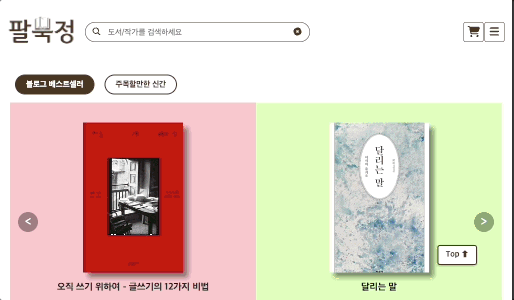 팔북정
도서/작가를 검색하세요
블로그 베스트셀러
주목할만한 신간
달리는 말
<
>
Top
오직 쓰기 위하여 - 글쓰기의 12가지 비법
달리는 말